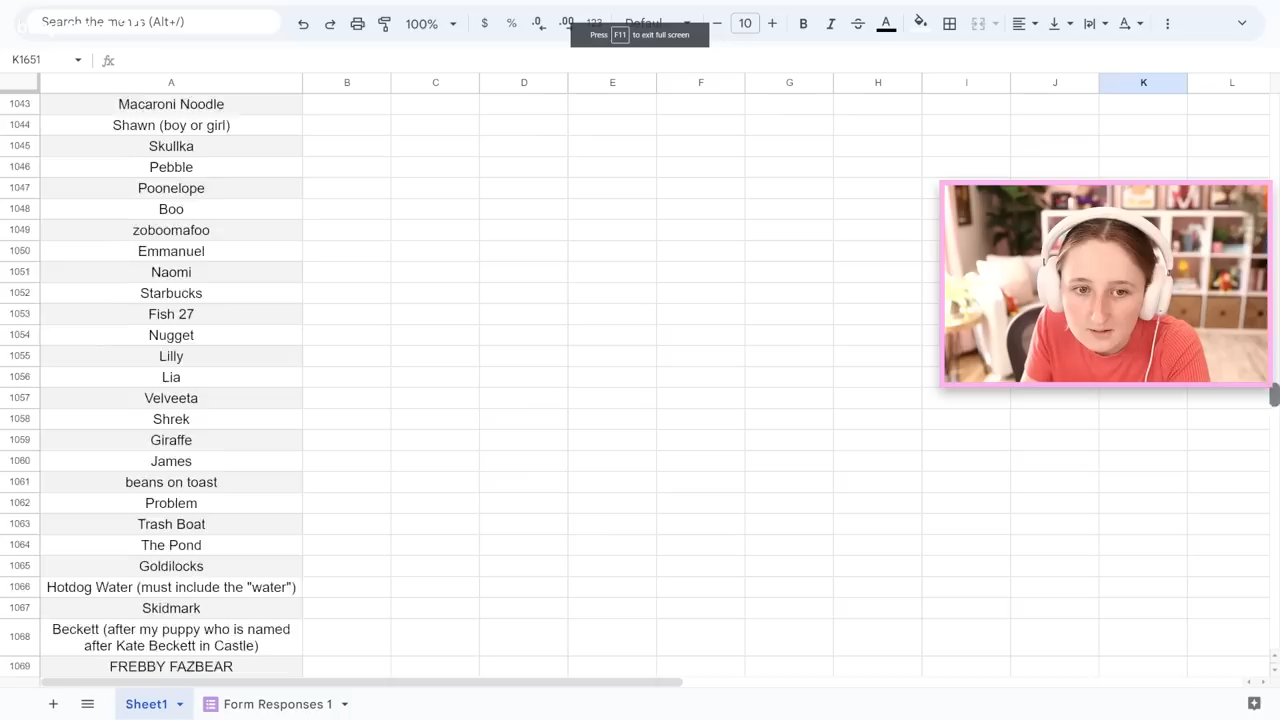 Search the menus (Alt+/)
100%
$ % .0 .00 123
Defaul
10
Press F11 to exit full screen
K1651
A B C D E F G H I J K L
1043 Macaroni Noodle
1044 Shawn (boy or girl)
1045 Skullka
1046 Pebble
1047 Poonelope
1048 Boo
1049 zoboomafoo
1050 Emmanuel
1051 Naomi
1052 Starbucks
1053 Fish 27
1054 Nugget
1055 Lilly
1056 Lia
1057 Velveeta
1058 Shrek
1059 Giraffe
1060 James
1061 beans on toast
1062 Problem
1063 Trash Boat
1064 The Pond
1065 Goldilocks
1066 Hotdog Water (must include the "water")
1067 Skidmark
1068 Beckett (after my puppy who is named
after Kate Beckett in Castle)
1069 FREBBY FAZBEAR
Sheet1
Form Responses 1